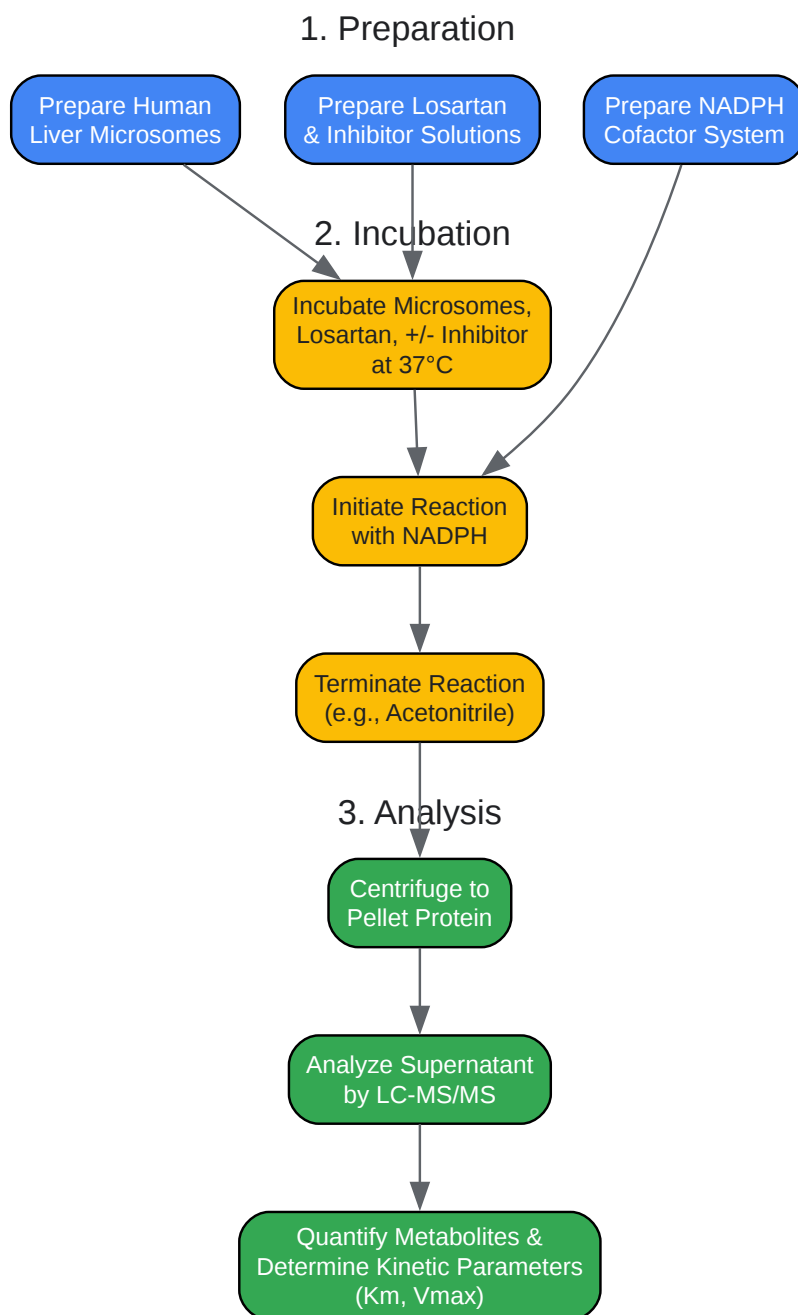 1. Preparation
Prepare Human
Liver Microsomes
Prepare Losartan
& Inhibitor Solutions
Prepare NADPH
Cofactor System
2. Incubation
Incubate Microsomes,
Losartan, +/- Inhibitor
at 37°C
Initiate Reaction
with NADPH
Terminate Reaction
(e.g., Acetonitrile)
3. Analysis
Centrifuge to
Pellet Protein
Analyze Supernatant
by LC-MS/MS
Quantify Metabolites &
Determine Kinetic Parameters
(Km, Vmax)